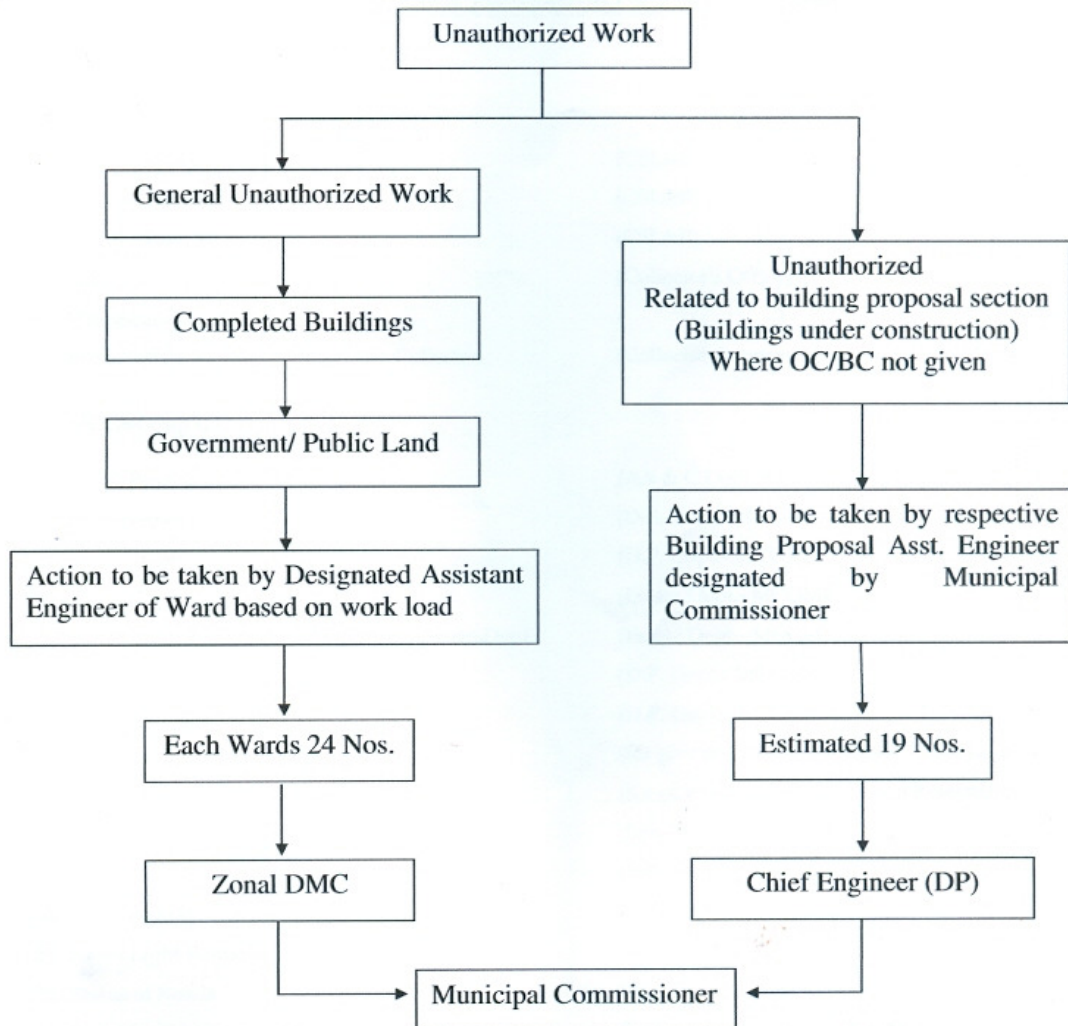 Unauthorized Work
General Unauthorized Work
Completed Buildings
Government/ Public Land
Action to be taken by Designated Assistant
Engineer of Ward based on work load
Each Wards 24 Nos.
Zonal DMC
Unauthorized
Related to building proposal section
(Buildings under construction)
Where OC/BC not given
Action to be taken by respective
Building Proposal Asst. Engineer
designated by Municipal
Commissioner
Estimated 19 Nos.
Chief Engineer (DP)
Municipal Commissioner